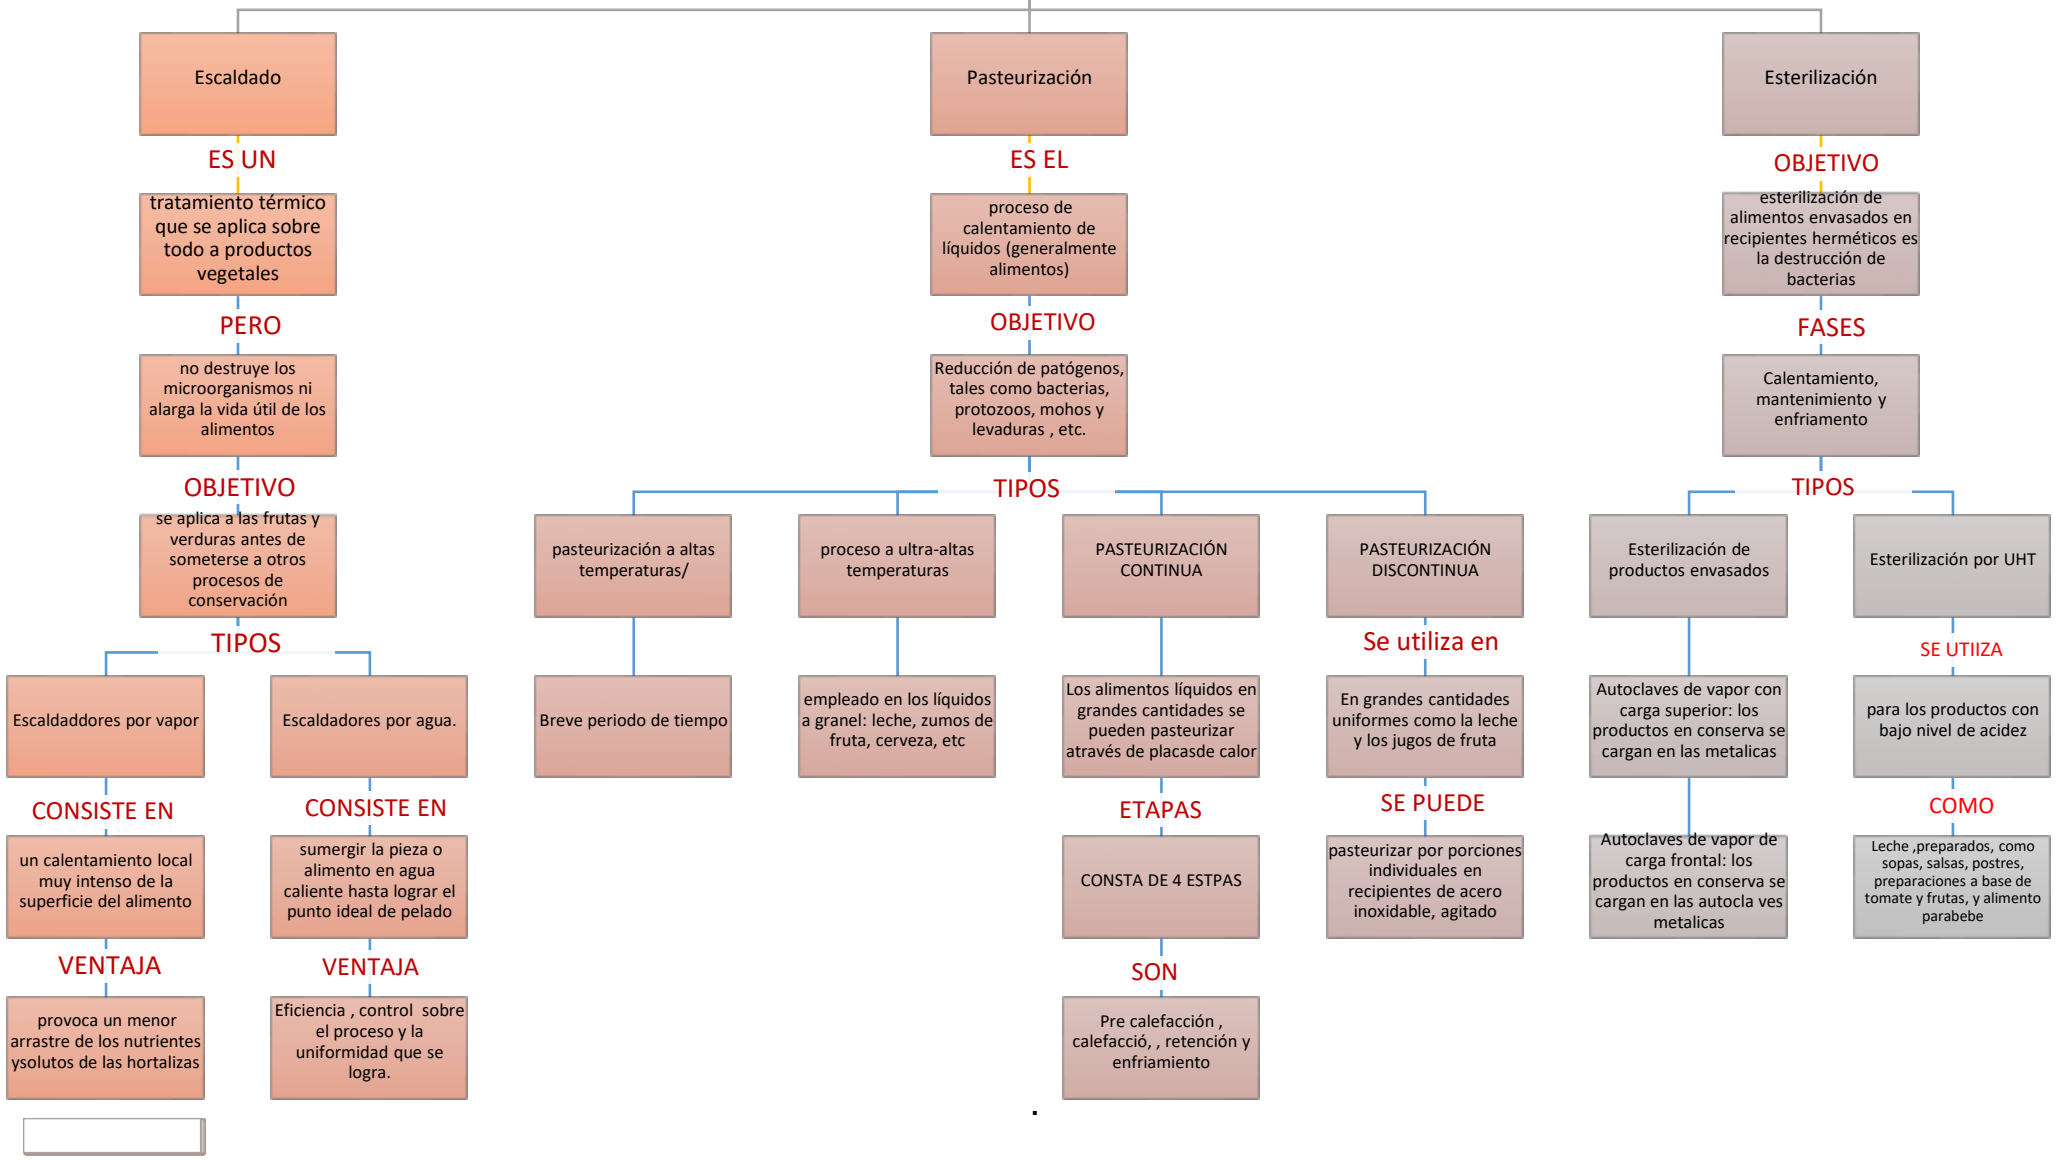 Escaldado
ES UN
tratamiento térmico
que se aplica sobre
todo a productos
vegetales
PERO
no destruye los
microorganismos ni
alarga la vida útil de los
alimentos
OBJETIVO
se aplica a las frutas y
verduras antes de
someterse a otros
procesos de
conservación
TIPOS
Escaldaddores por vapor
CONSISTE EN
un calentamiento local
muy intenso de la
superficie del alimento
VENTAJA
provoca un menor
arrastre de los nutrientes
ysolutos de las hortalizas
Escaldadores por agua.
CONSISTE EN
sumergir la pieza o
alimento en agua
caliente hasta lograr el
punto ideal de pelado
VENTAJA
Eficiencia , control sobre
el proceso y la
uniformidad que se
logra.
Pasteurización
ES EL
proceso de
calentamiento de
líquidos (generalmente
alimentos)
OBJETIVO
Reducción de patógenos,
tales como bacterias,
protozoos, mohos y
levaduras , etc.
TIPOS
pasteurización a altas
temperaturas/
Breve periodo de tiempo
proceso a ultra-altas
temperaturas
empleado en los líquidos
a granel: leche, zumos de
fruta, cerveza, etc
PASTEURIZACIÓN
CONTINUA
Los alimentos líquidos en
grandes cantidades se
pueden pasteurizar
através de placasde calor
ETAPAS
CONSTA DE 4 ESTPAS
SON
Pre calefacción ,
calefacció, , retención y
enfriamiento
.
PASTEURIZACIÓN
DISCONTINUA
Se utiliza en
En grandes cantidades
uniformes como la leche
y los jugos de fruta
SE PUEDE
pasteurizar por porciones
individuales en
recipientes de acero
inoxidable, agitado
Esterilización
OBJETIVO
esterilización de
alimentos envasados en
recipientes herméticos es
la destrucción de
bacterias
FASES
Calentamiento,
mantenimiento y
enfriamento
TIPOS
Esterilización de
productos envasados
Autoclaves de vapor con
carga superior: los
productos en conserva se
cargan en las metalicas
Autoclaves de vapor de
carga frontal: los
productos en conserva se
cargan en las autocla ves
metalicas
Esterilización por UHT
SE UTIIZA
para los productos con
bajo nivel de acidez
COMO
Leche ,preparados, como
sopas, salsas, postres,
preparaciones a base de
tomate y frutas, y alimento
parabebe